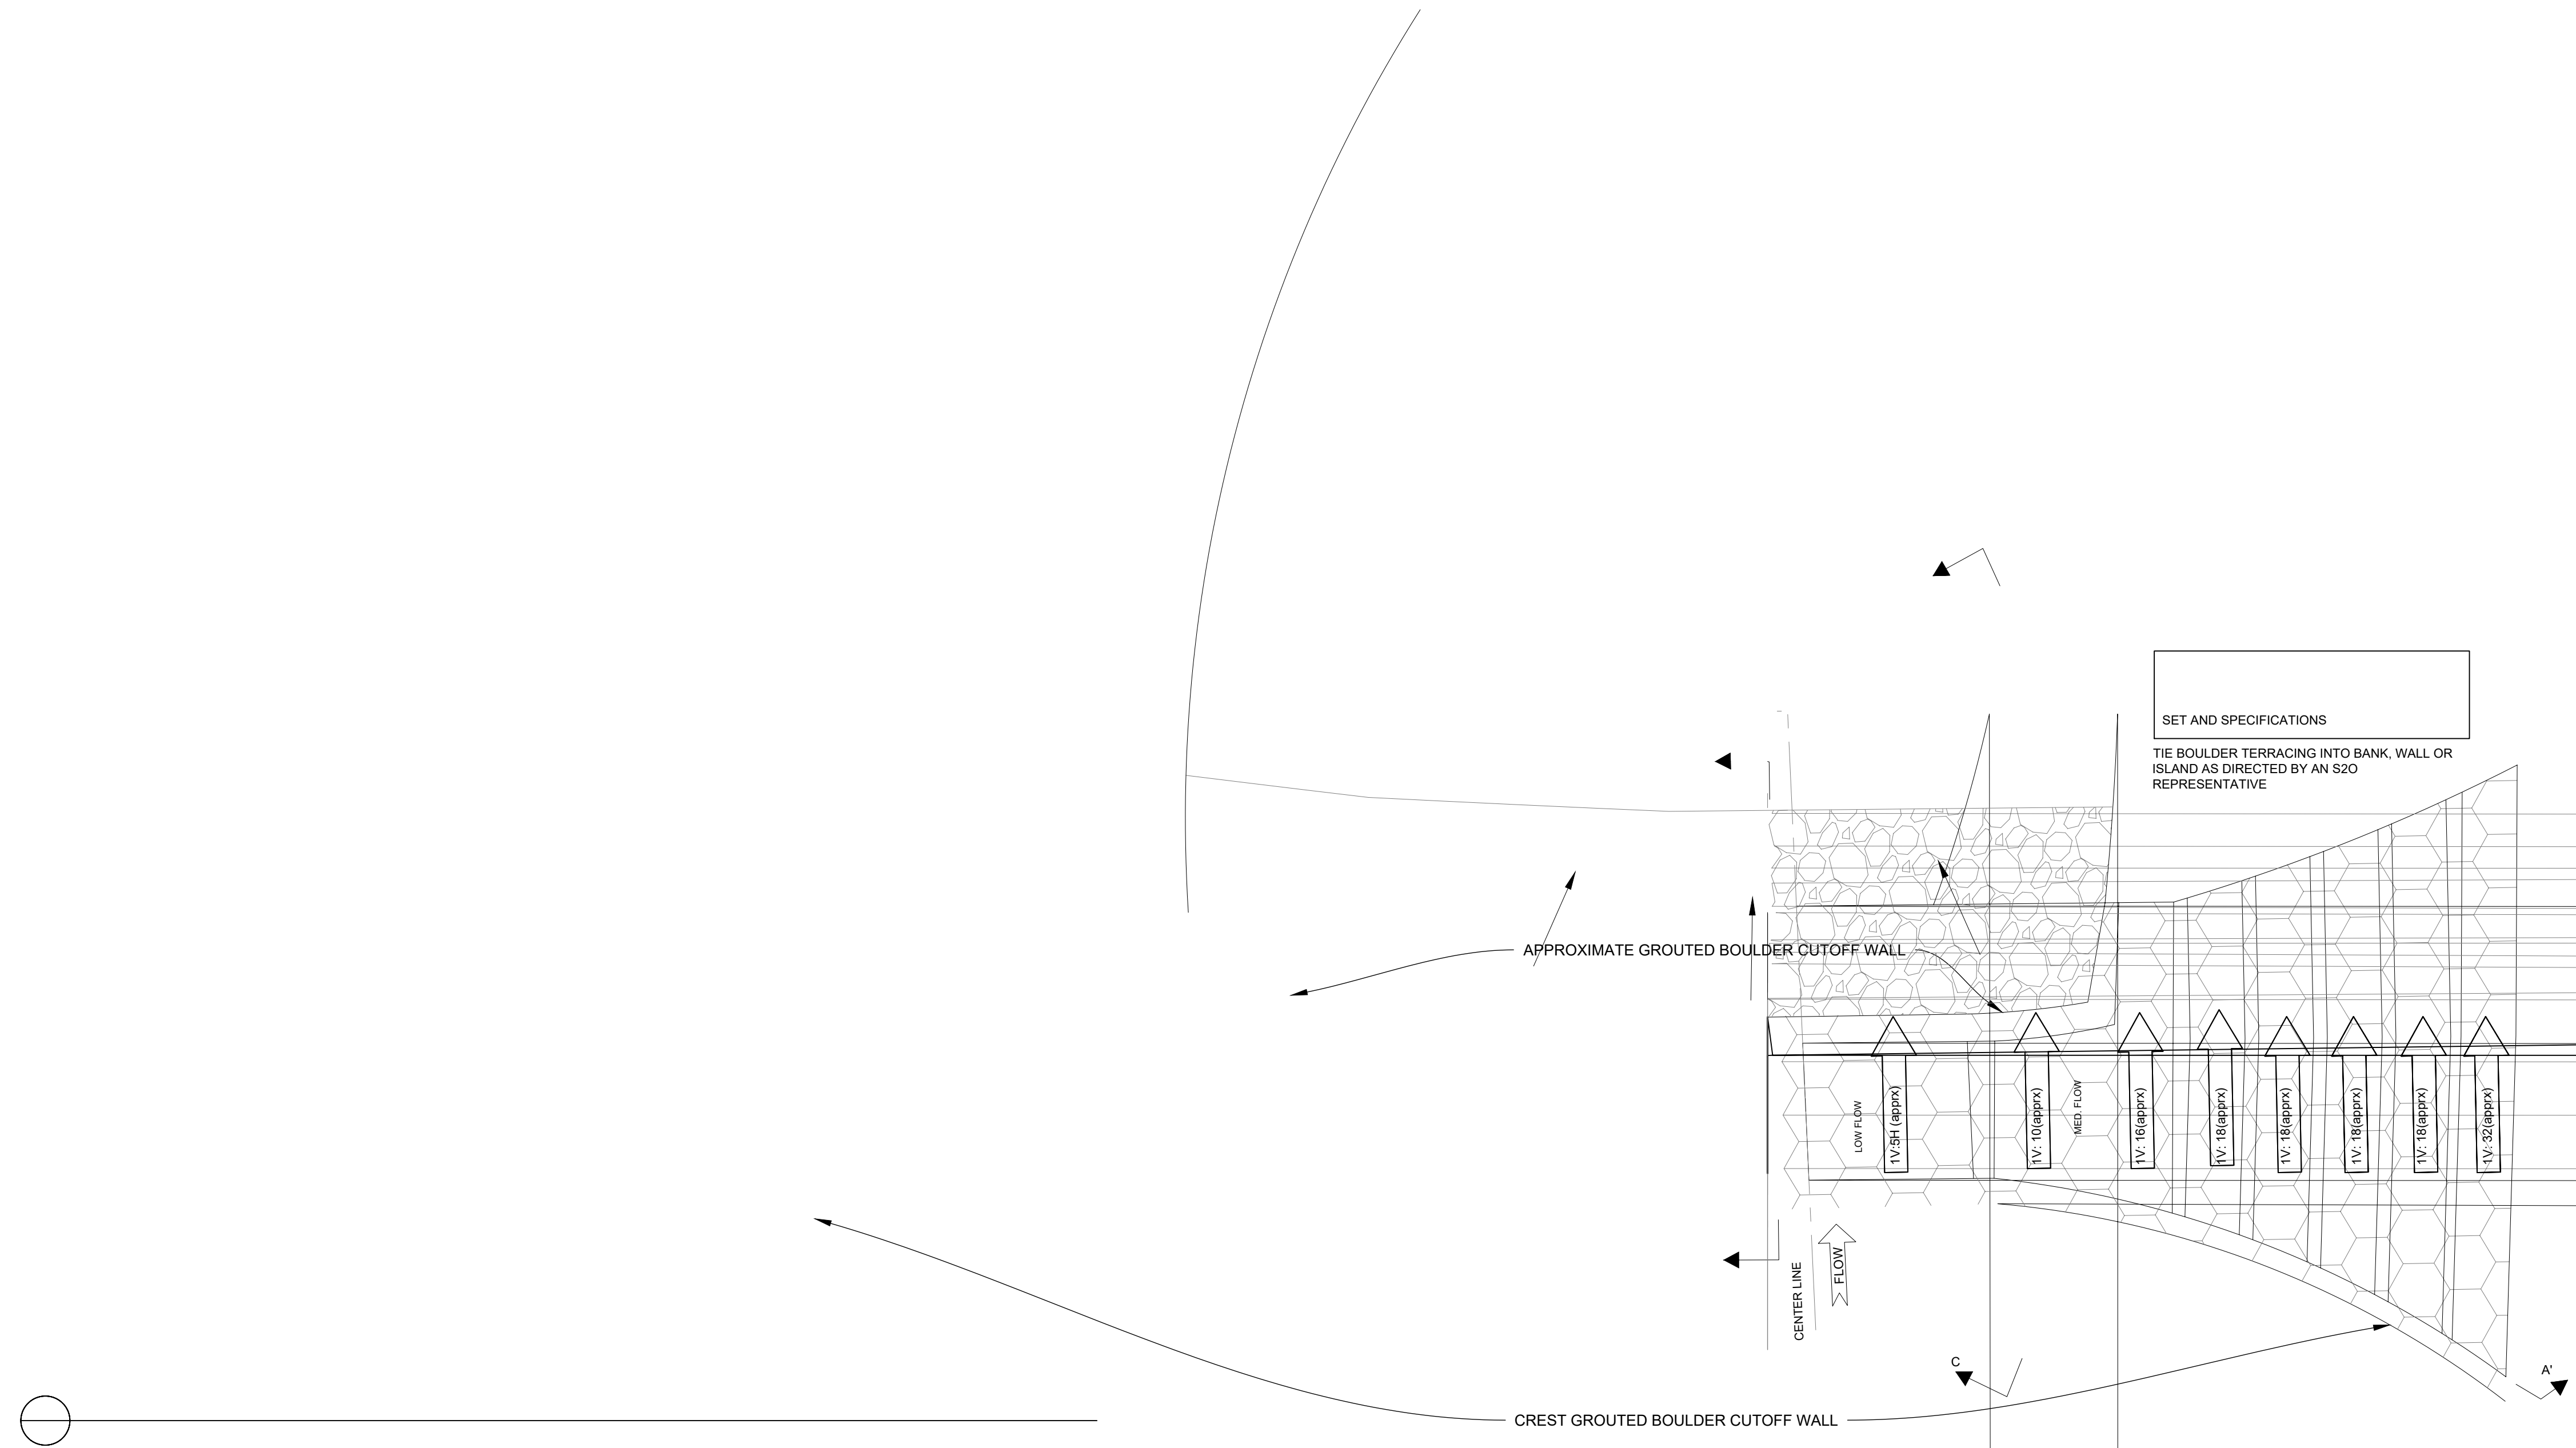 SET AND SPECIFICATIONS
TIE BOULDER TERRACING INTO BANK, WALL OR
ISLAND AS DIRECTED BY AN S2O
REPRESENTATIVE
APPROXIMATE GROUTED BOULDER CUTOFF WALL
LOW FLOW
1V:5H (apprx)
1V: 10(apprx)
MED. FLOW
1V: 16(apprx)
1V: 18(apprx)
1V: 18(apprx)
1V: 18(apprx)
1V: 18(apprx)
1V: 32(apprx)
CENTER LINE
FLOW
C
A'
CREST GROUTED BOULDER CUTOFF WALL